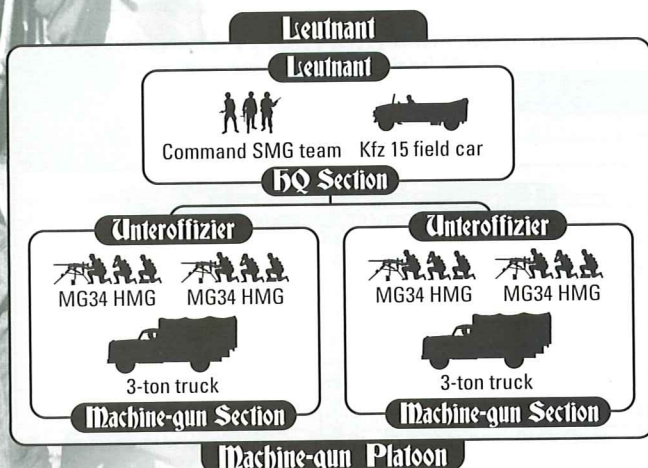 Leutnant
Leutnant
Command SMG team Kfz 15 field car
HQ Section
Unteroffizier
MG34 HMG MG34 HMG
3-ton truck
Machine-gun Section
Unteroffizier
MG34 HMG MG34 HMG
3-ton truck
Machine-gun Section
Machine-gun Platoon